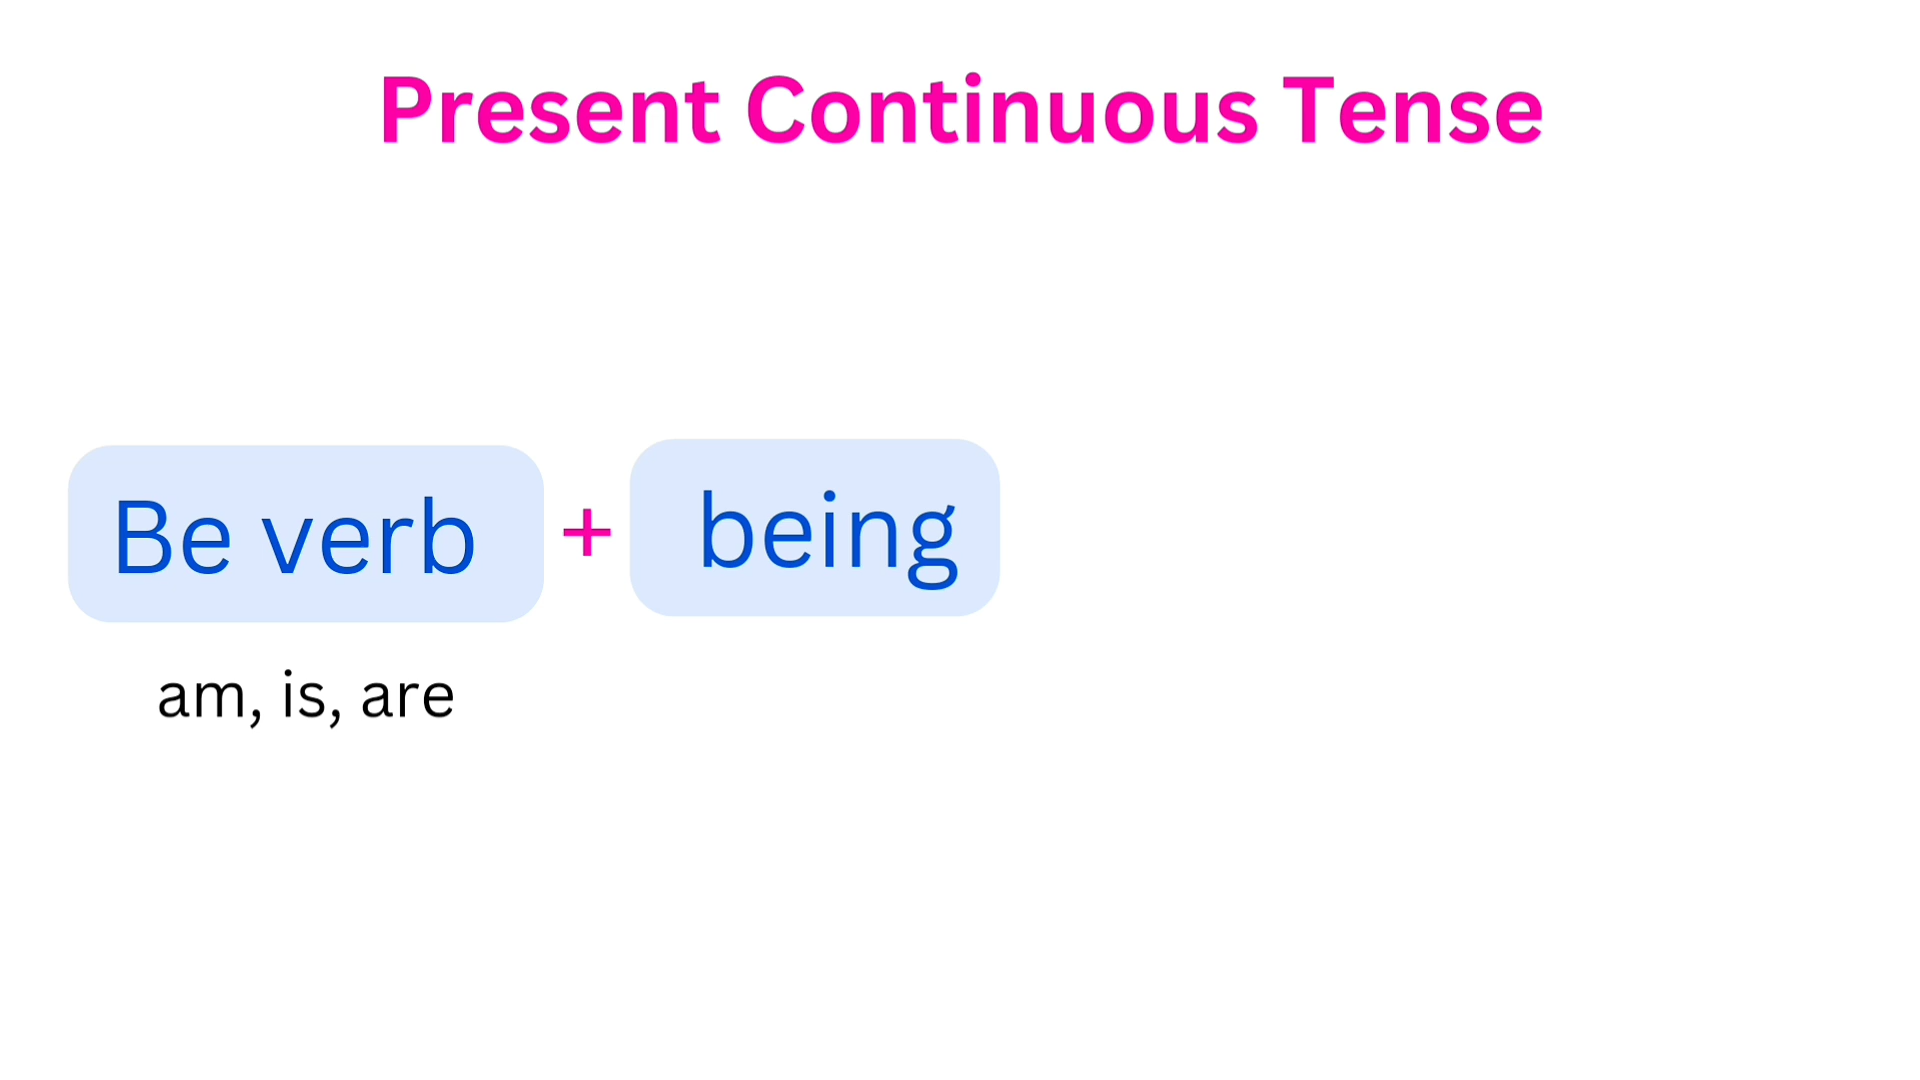 Present Continuous Tense
Be verb + being
am, is, are